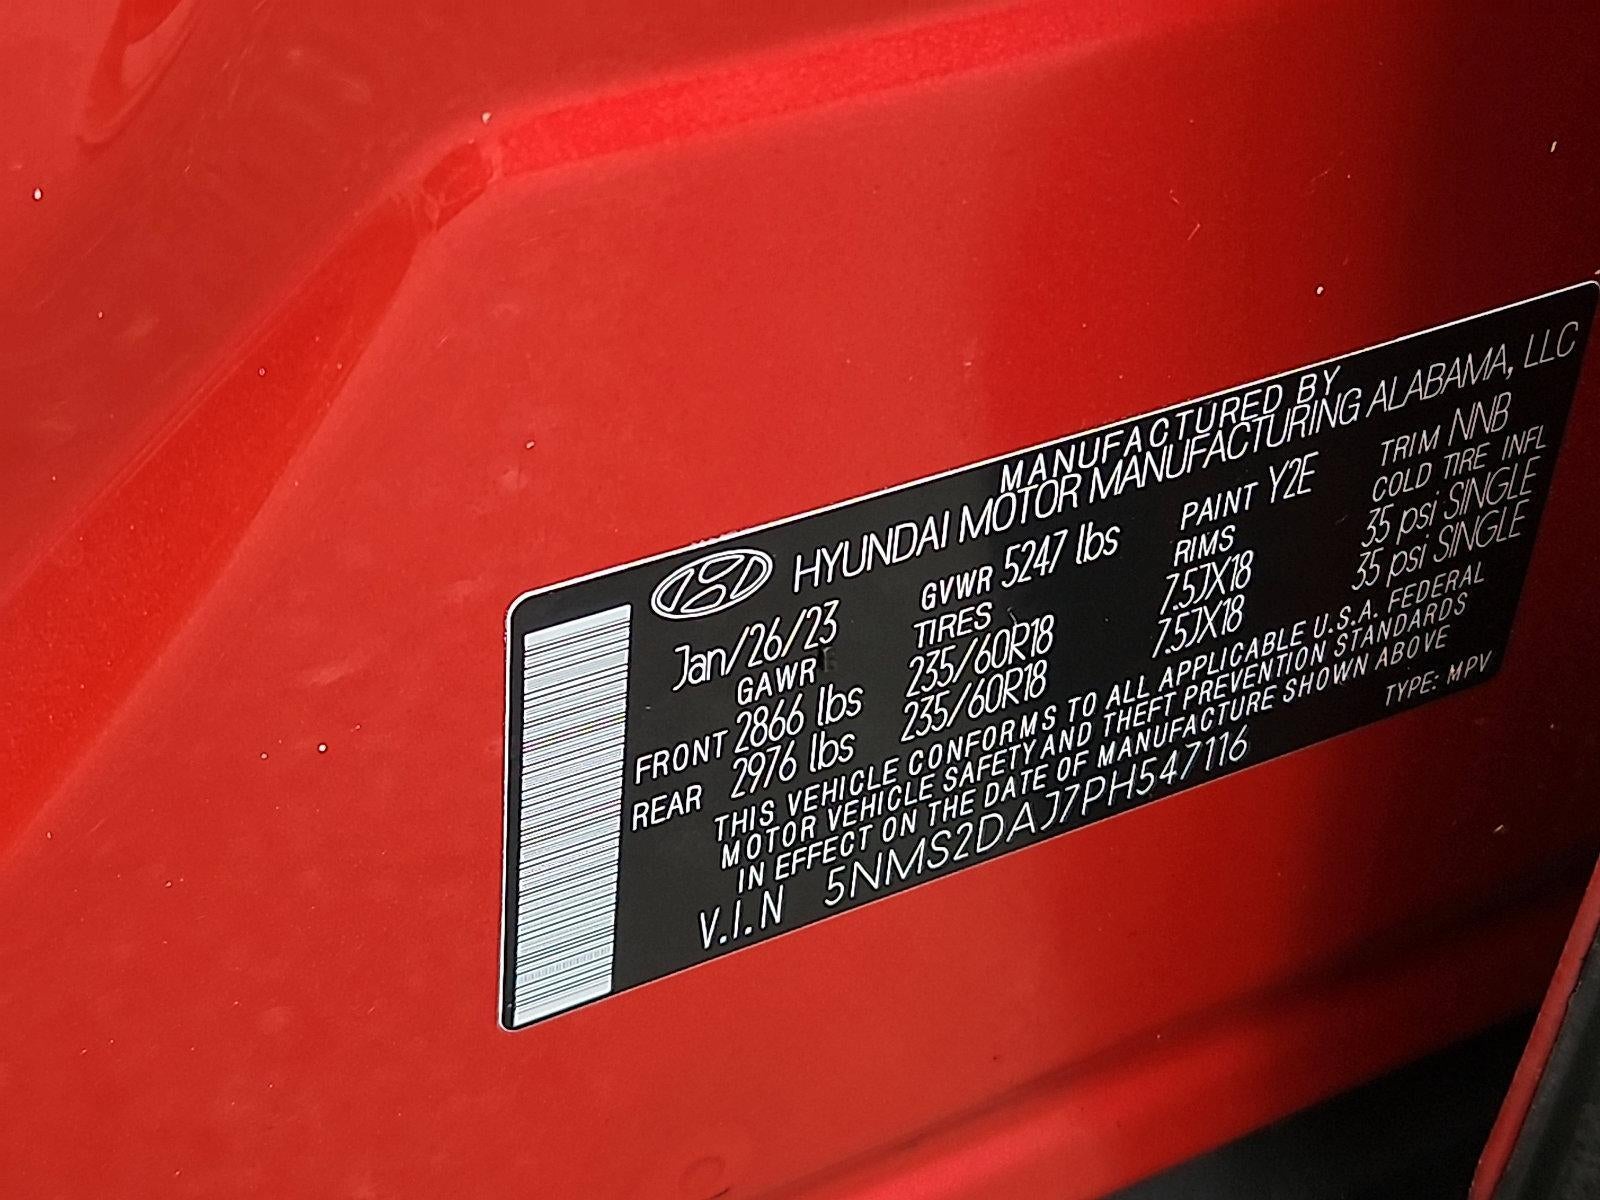 MANUFACTURED BY
HYUNDAI MOTOR MANUFACTURING ALABAMA, LLC
Jan/26/23 GVWR 5247 lbs PAINT Y2E TRIM NNB
GAWR TIRES RIMS COLD TIRE INFL
FRONT 2866 lbs 235/60R18 7.5JX18 35 psi SINGLE
REAR 2976 lbs 235/60R18 7.5JX18 35 psi SINGLE
THIS VEHICLE CONFORMS TO ALL APPLICABLE U.S.A. FEDERAL
MOTOR VEHICLE SAFETY AND THEFT PREVENTION STANDARDS
IN EFFECT ON THE DATE OF MANUFACTURE SHOWN ABOVE
V.I.N 5NMS2DAJ7PH547116 TYPE: MPV